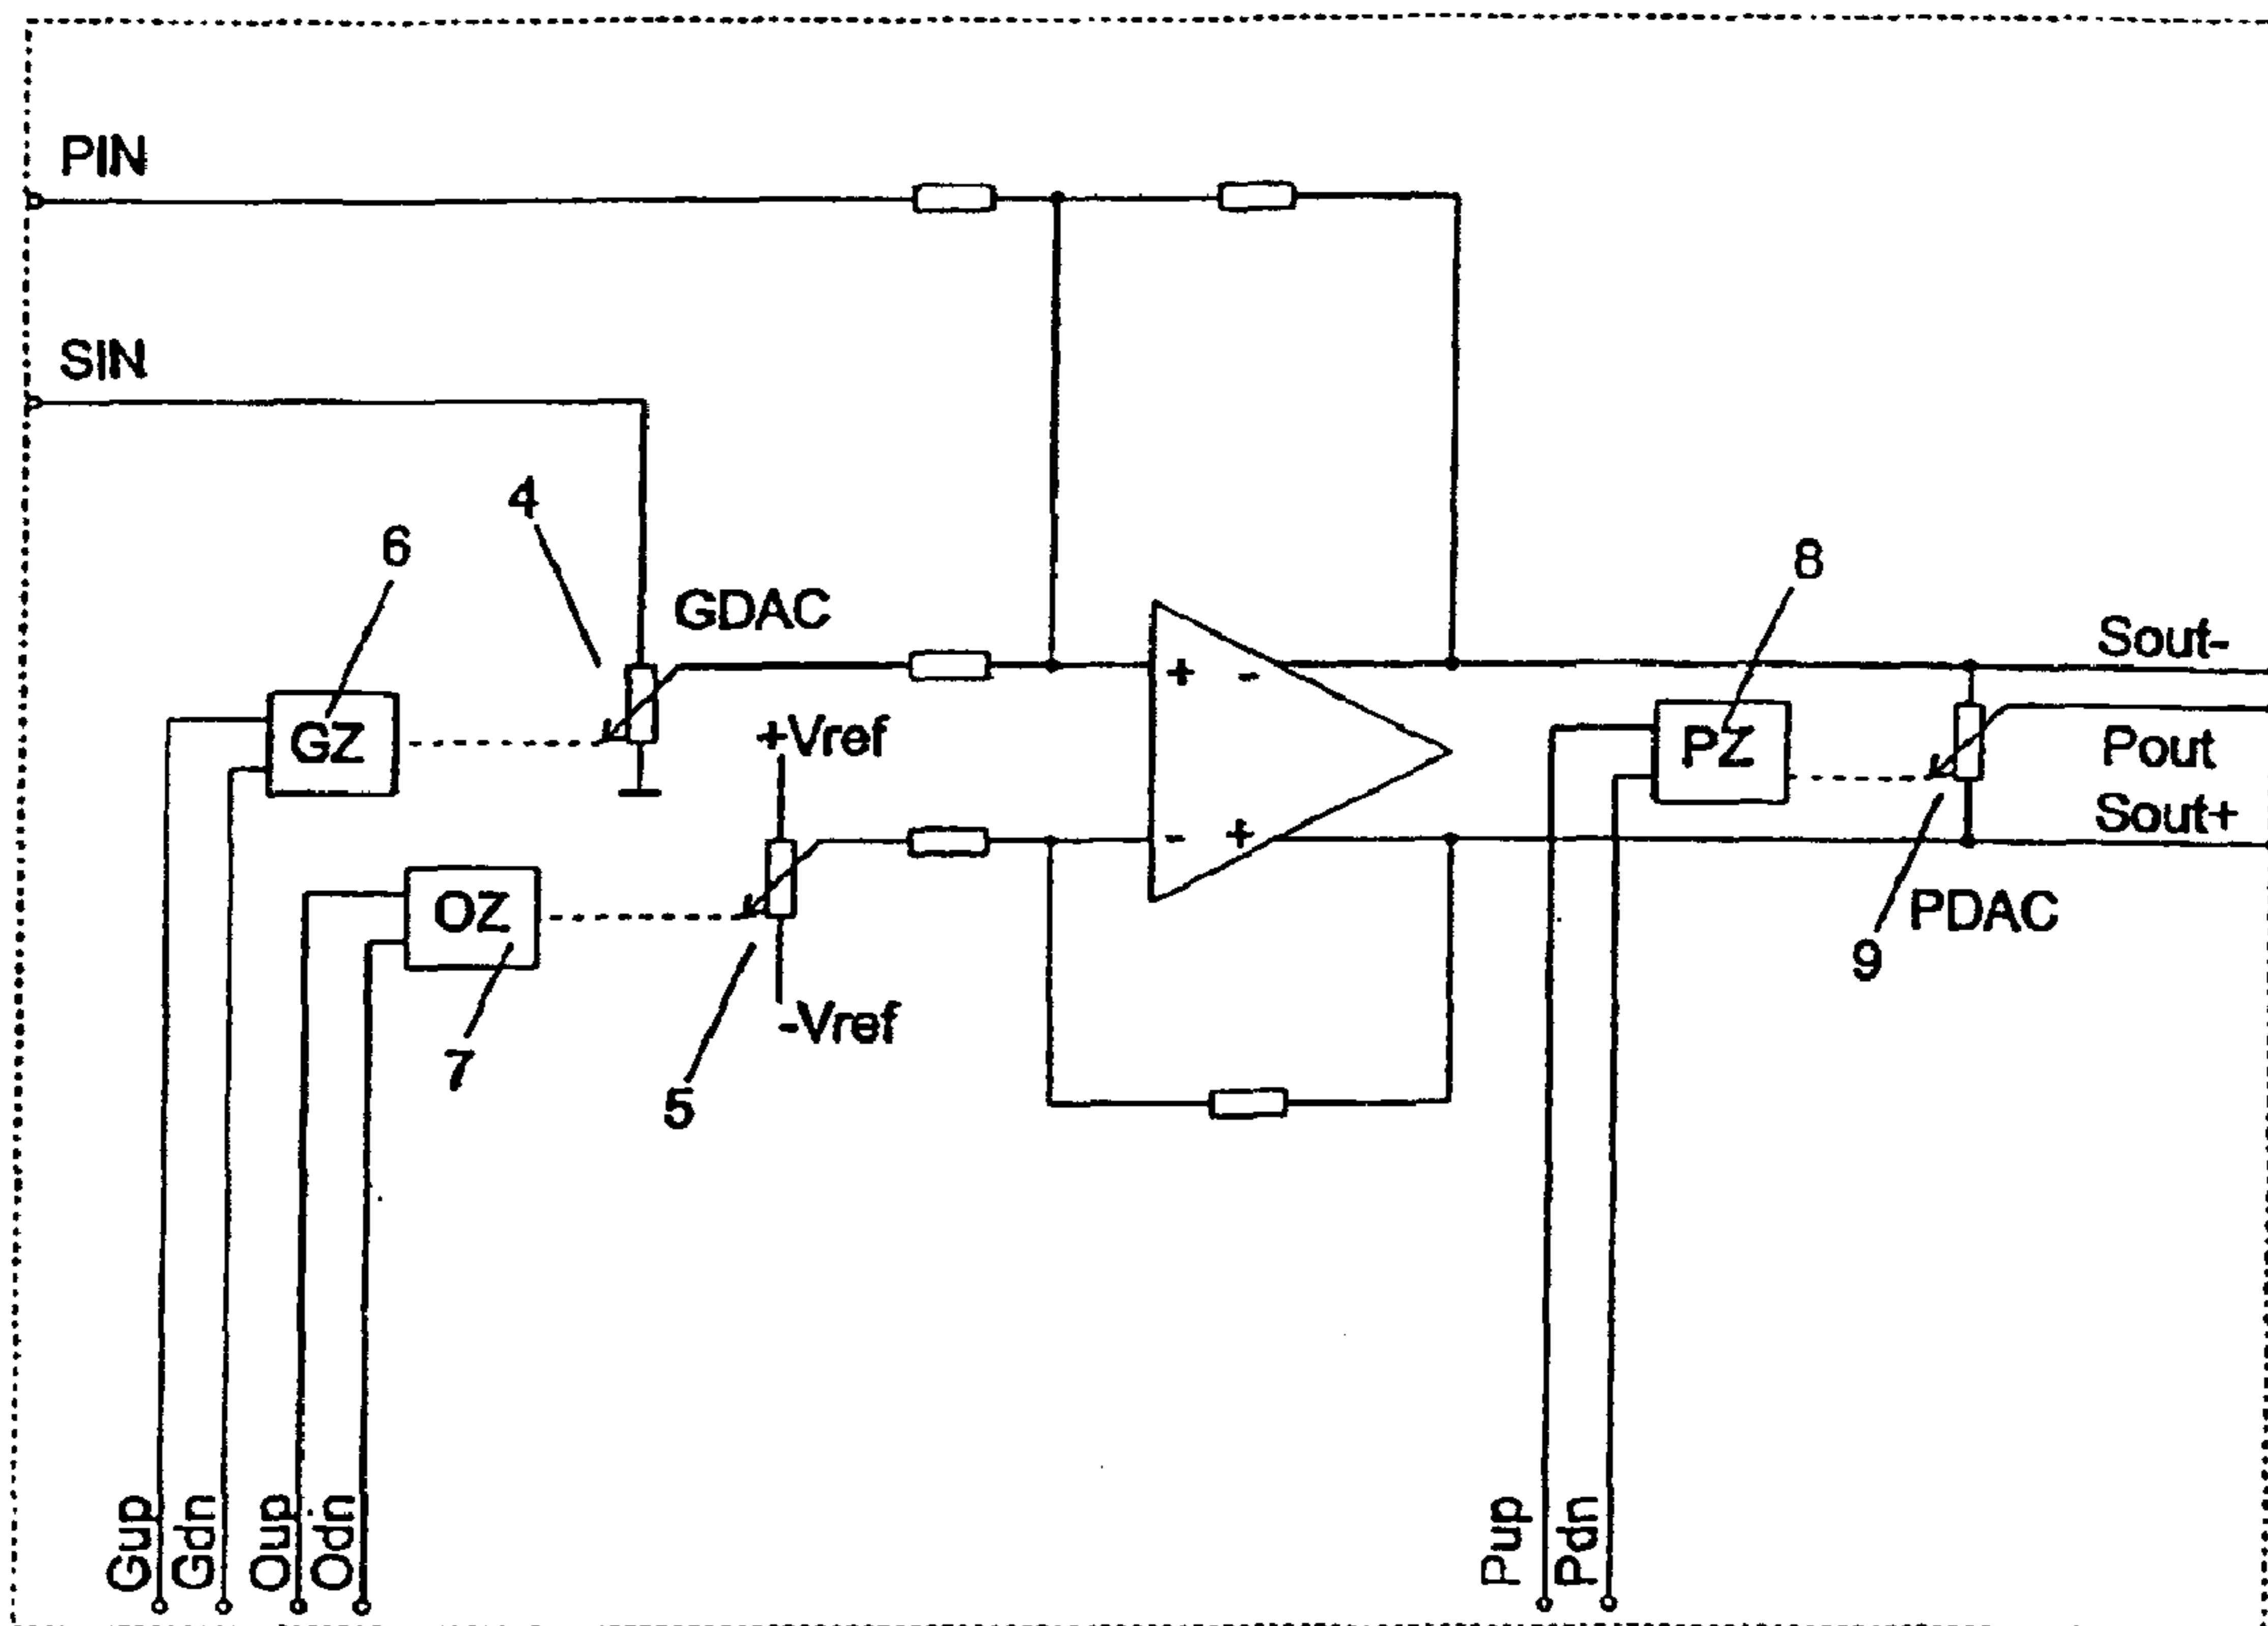 PIN
SIN
4
6
GDAC
8
Sout-
GZ
+Vref
+ -
PZ
Pout
Sout+
- +
OZ
PDAC
9
-Vref
7
5
Gup
Gdn
Oup
Odn
Pup
Pdn